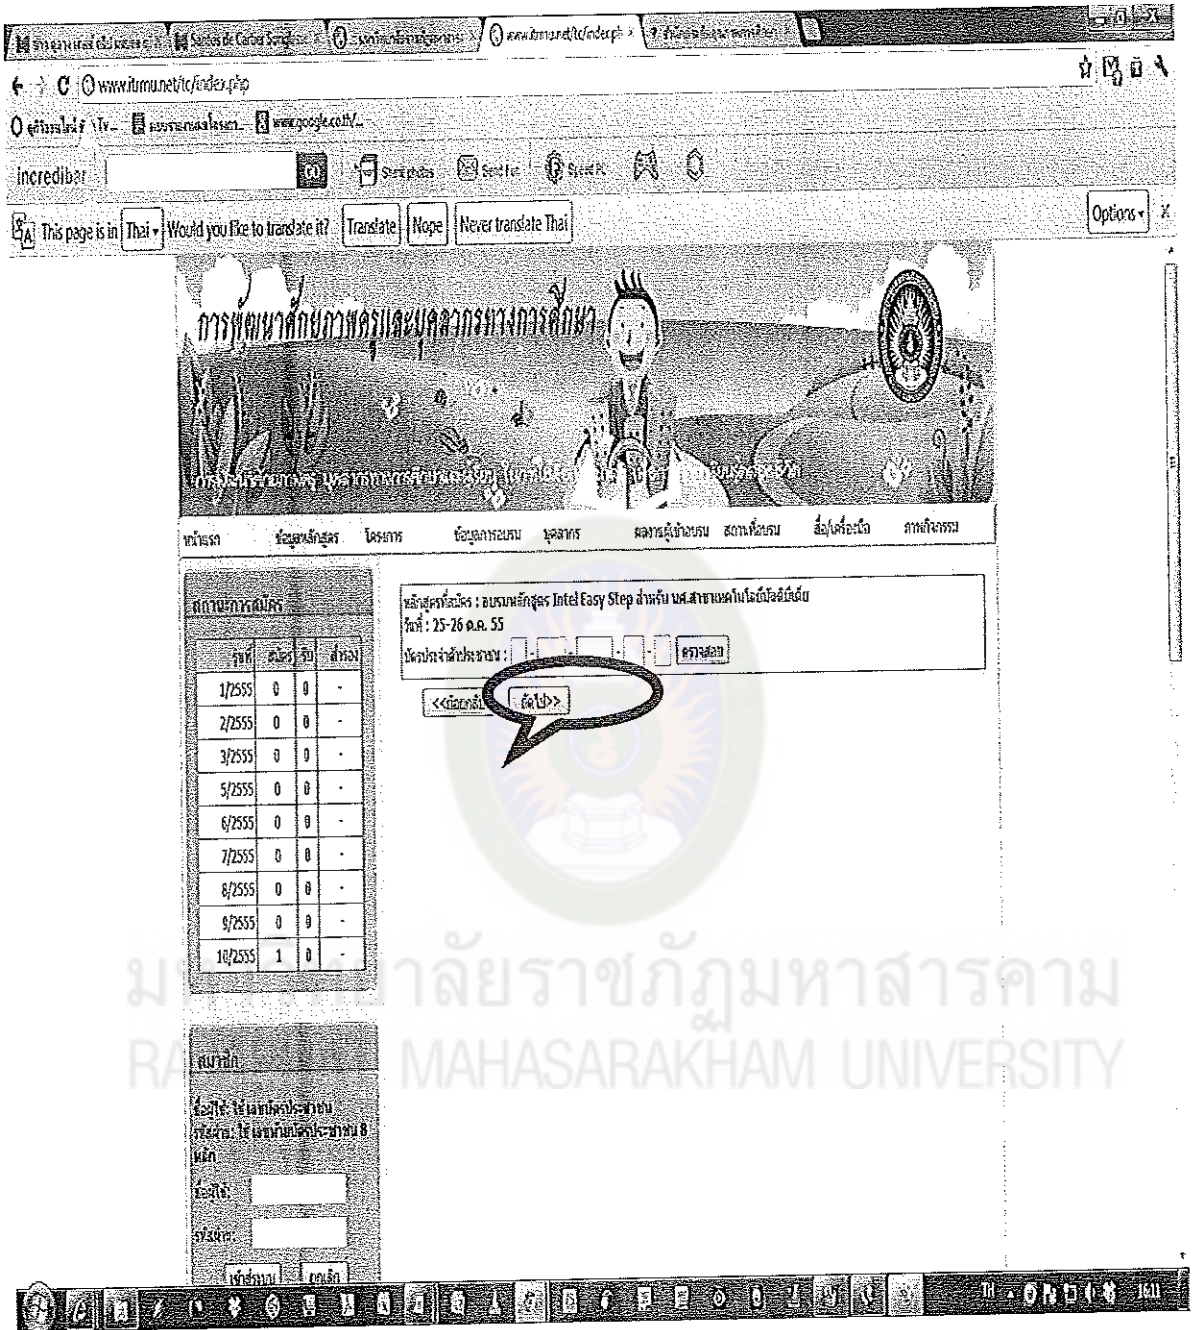 www.itrmu.net/tc/index.php
www.itrmu.net/tc/index.php
www.google.co.th/...
incredibar
GO
This page is in Thai Would you like to translate it? Translate Nope Never translate Thai Options X
การพัฒนาศักยภาพครูและบุคลากรทางการศึกษา
หน้าแรก ข้อมูลหลักสูตร โครงการ ข้อมูลการอบรม บุคลากร ผลการผู้เข้าอบรม สถานที่อบรม สื่อ/เครื่องมือ ภาพกิจกรรม
สถานะการสมัคร
รุ่นที่ สมัคร รับ สำรอง
1/2555 0 0 -
2/2555 0 0 -
3/2555 0 0 -
5/2555 0 0 -
6/2555 0 0 -
7/2555 0 0 -
8/2555 0 0 -
9/2555 0 0 -
10/2555 1 0 -
หลักสูตรที่สมัคร : อบรมหลักสูตร Intel Easy Step สำหรับ นศ.สาขาเทคโนโลยีมัลติมีเดีย
วันที่ : 25-26 ต.ค. 55
บัตรประจำตัวประชาชน : - - - - ตรวจสอบ
<<ย้อนกลับ ถัดไป>>
มหาวิทยาลัยราชภัฏมหาสารคาม
RAJABHAT MAHASARAKHAM UNIVERSITY
สมาชิก
ชื่อผู้ใช้: ใช้ เลขบัตรประชาชน
รหัสผ่าน: ใช้ เลขท้ายบัตรประชาชน 8
หลัก
ชื่อผู้ใช้:
รหัสผ่าน:
เข้าสู่ระบบ ยกเลิก
TH 16:11